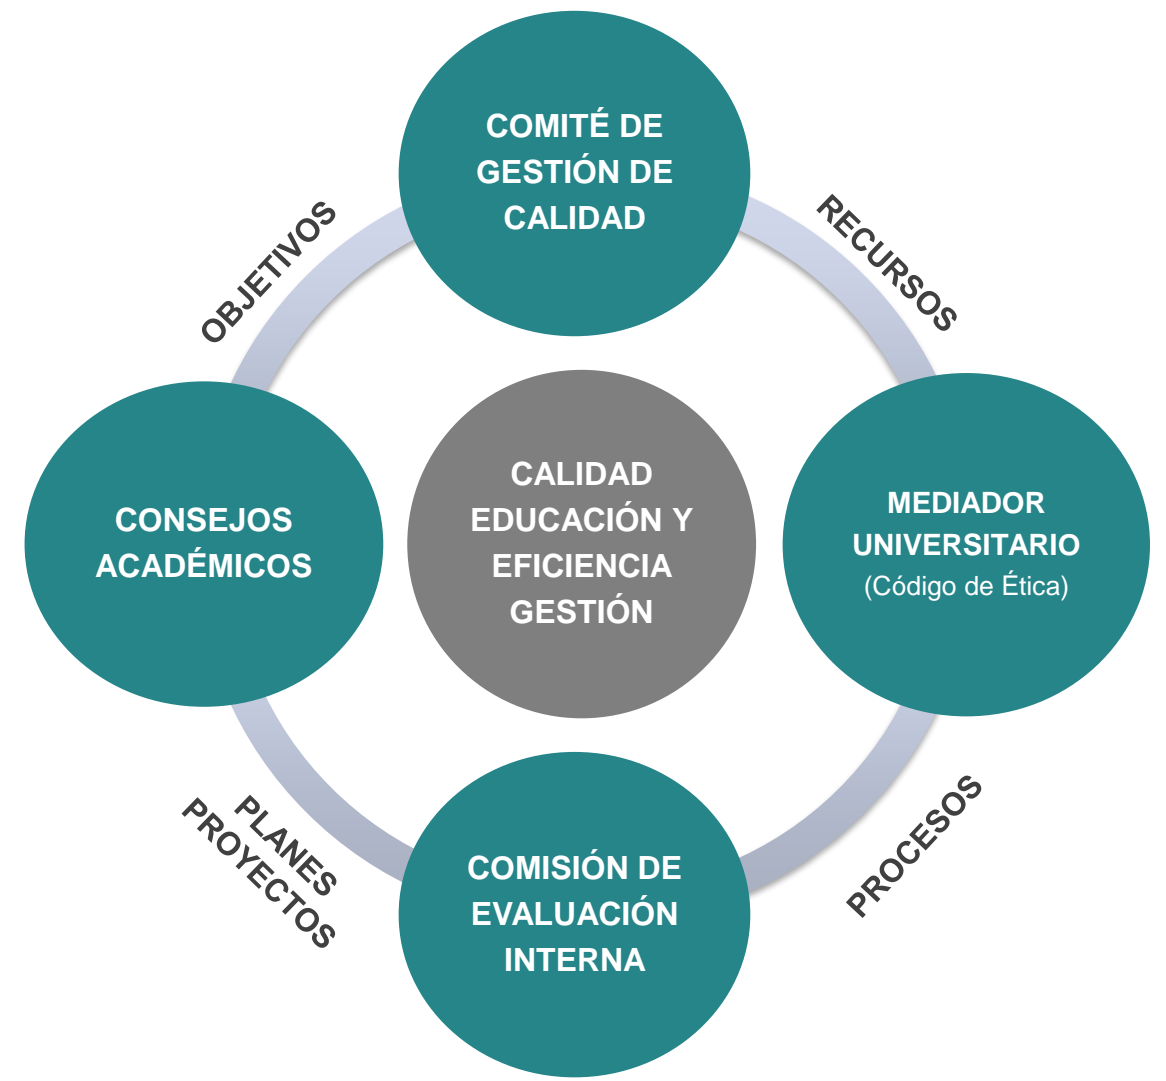 COMITÉ DE
GESTIÓN DE
CALIDAD
OBJETIVOS
RECURSOS
CONSEJOS
ACADÉMICOS
CALIDAD
EDUCACIÓN Y
EFICIENCIA
GESTIÓN
MEDIADOR
UNIVERSITARIO
(Código de Ética)
PLANES
PROYECTOS
PROCESOS
COMISIÓN DE
EVALUACIÓN
INTERNA